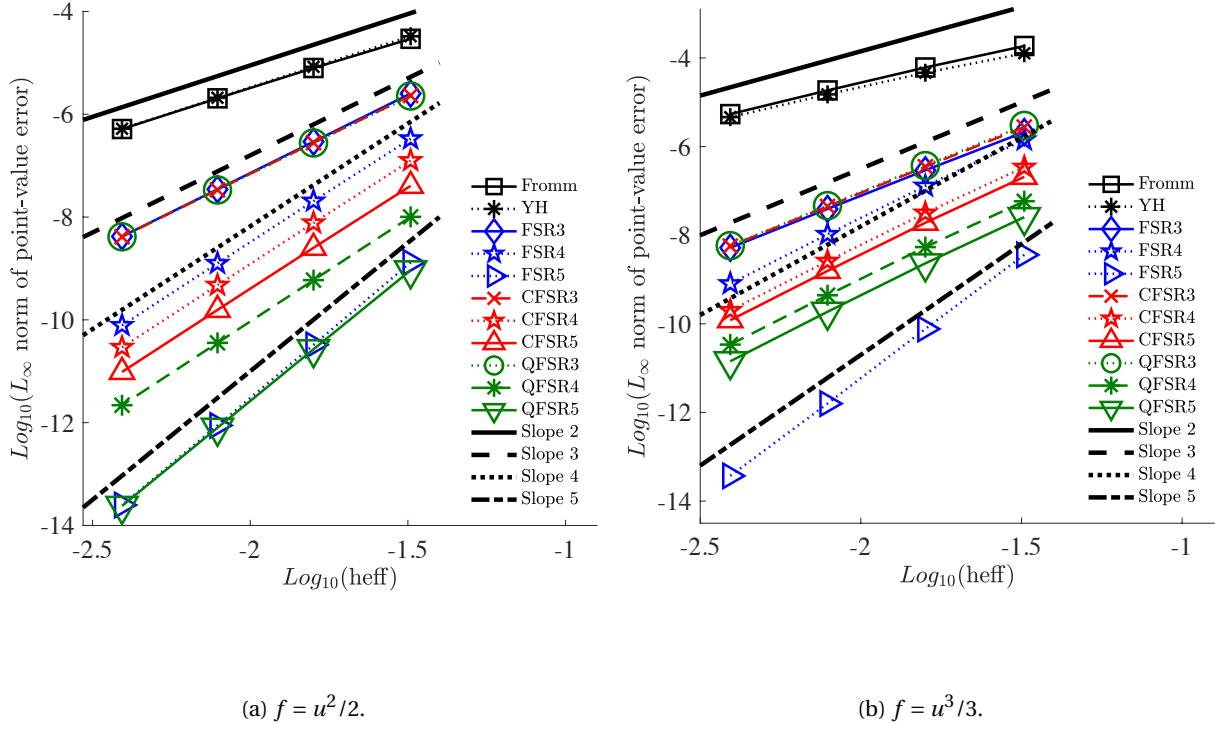 -4
-6
-8
-10
-12
-14
-2.5
-2
-1.5
-1
Log₁₀(L∞ norm of point-value error)
Log₁₀(heff)
Fromm
YH
FSR3
FSR4
FSR5
CFSR3
CFSR4
CFSR5
QFSR3
QFSR4
QFSR5
Slope 2
Slope 3
Slope 4
Slope 5
(a) f = u²/2.
-4
-6
-8
-10
-12
-14
-2.5
-2
-1.5
-1
Log₁₀(L∞ norm of point-value error)
Log₁₀(heff)
Fromm
YH
FSR3
FSR4
FSR5
CFSR3
CFSR4
CFSR5
QFSR3
QFSR4
QFSR5
Slope 2
Slope 3
Slope 4
Slope 5
(b) f = u³/3.